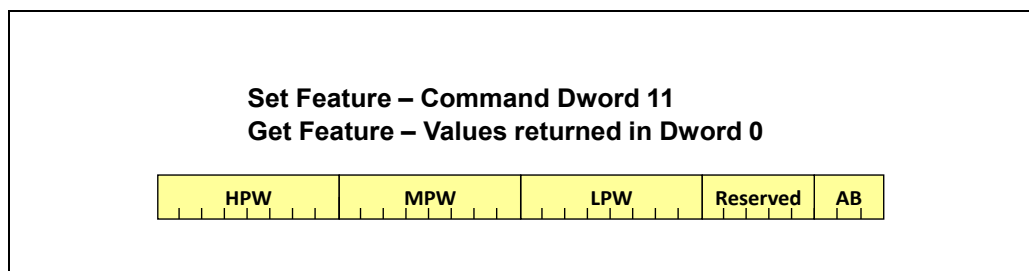 Set Feature – Command Dword 11
Get Feature – Values returned in Dword 0
HPW MPW LPW Reserved AB